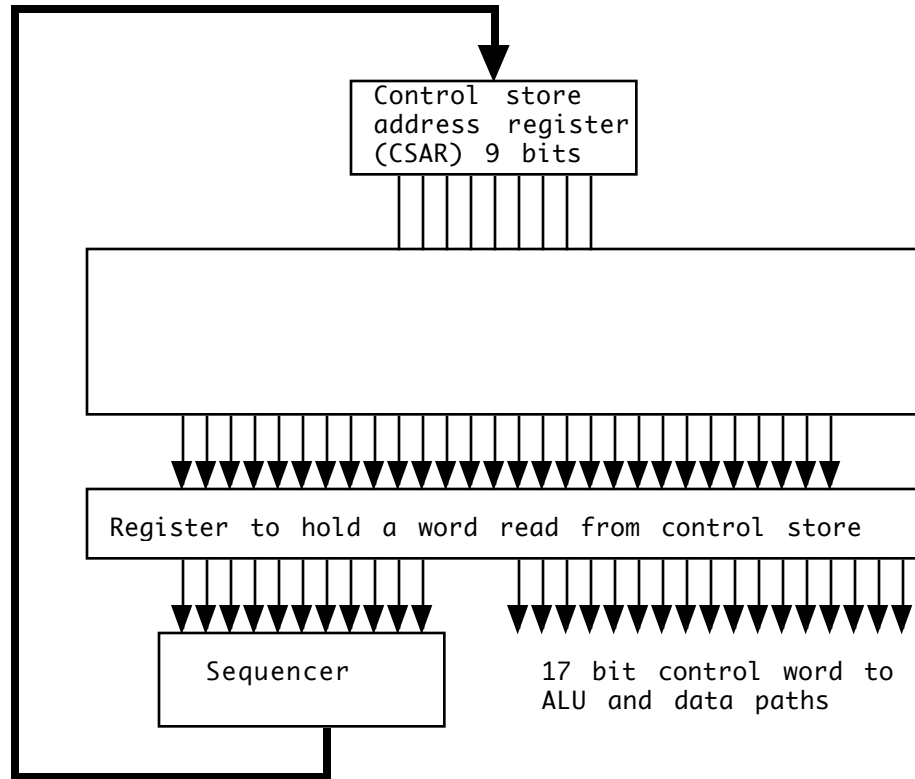 Control store
address register
(CSAR) 9 bits
Register to hold a word read from control store
Sequencer
17 bit control word to
ALU and data paths